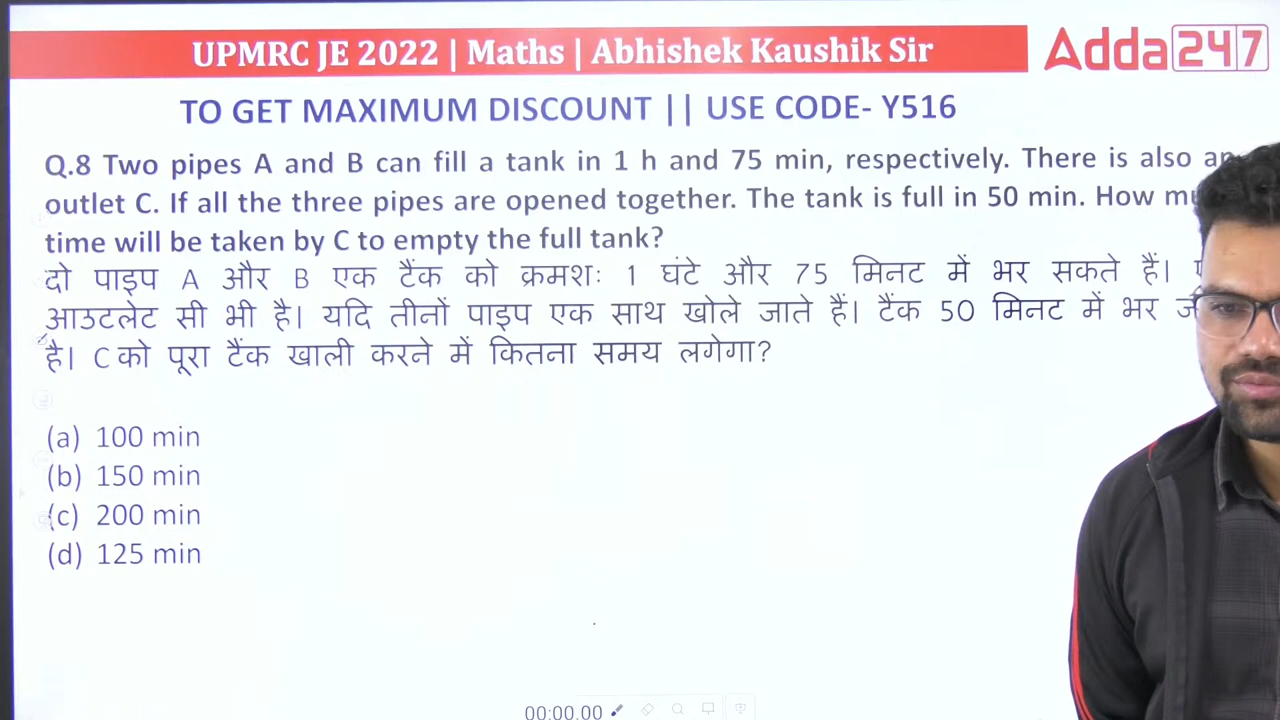 UPMRC JE 2022 | Maths | Abhishek Kaushik Sir
Adda247
TO GET MAXIMUM DISCOUNT || USE CODE- Y516
Q.8 Two pipes A and B can fill a tank in 1 h and 75 min, respectively. There is also an
outlet C. If all the three pipes are opened together. The tank is full in 50 min. How
time will be taken by C to empty the full tank?
दो पाइप A और B एक टैंक को क्रमशः 1 घंटे और 75 मिनट में भर सकते हैं।
आउटलेट सी भी है। यदि तीनों पाइप एक साथ खोले जाते हैं। टैंक 50 मिनट में भर
है। C को पूरा टैंक खाली करने में कितना समय लगेगा?
(a) 100 min
(b) 150 min
(c) 200 min
(d) 125 min
00:00.00